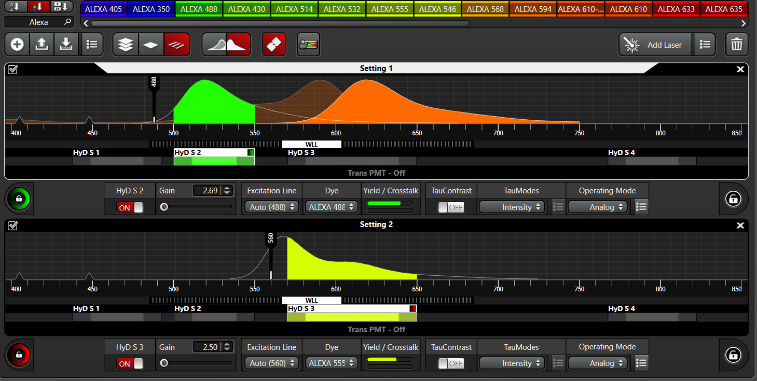 ALEXA 405 ALEXA 350 ALEXA 488 ALEXA 430 ALEXA 514 ALEXA 532 ALEXA 555 ALEXA 546 ALEXA 568 ALEXA 594 ALEXA 610-... ALEXA 610 ALEXA 633 ALEXA 635
Alexa
Add Laser
Setting 1
488
400 450 500 550 600 650 700 750 800 850
WLL
HyD S 1 HyD S 2 HyD S 3 HyD S 4
Trans PMT - Off
HyD S 2 Gain 2.69 Excitation Line Dye Yield / Crosstalk TauContrast TauModes Operating Mode
ON Auto (488) ALEXA 488 OFF Intensity Analog
Setting 2
560
400 450 500 550 600 650 700 750 800 850
WLL
HyD S 1 HyD S 2 HyD S 3 HyD S 4
Trans PMT - Off
HyD S 3 Gain 2.50 Excitation Line Dye Yield / Crosstalk TauContrast TauModes Operating Mode
ON Auto (560) ALEXA 555 OFF Intensity Analog